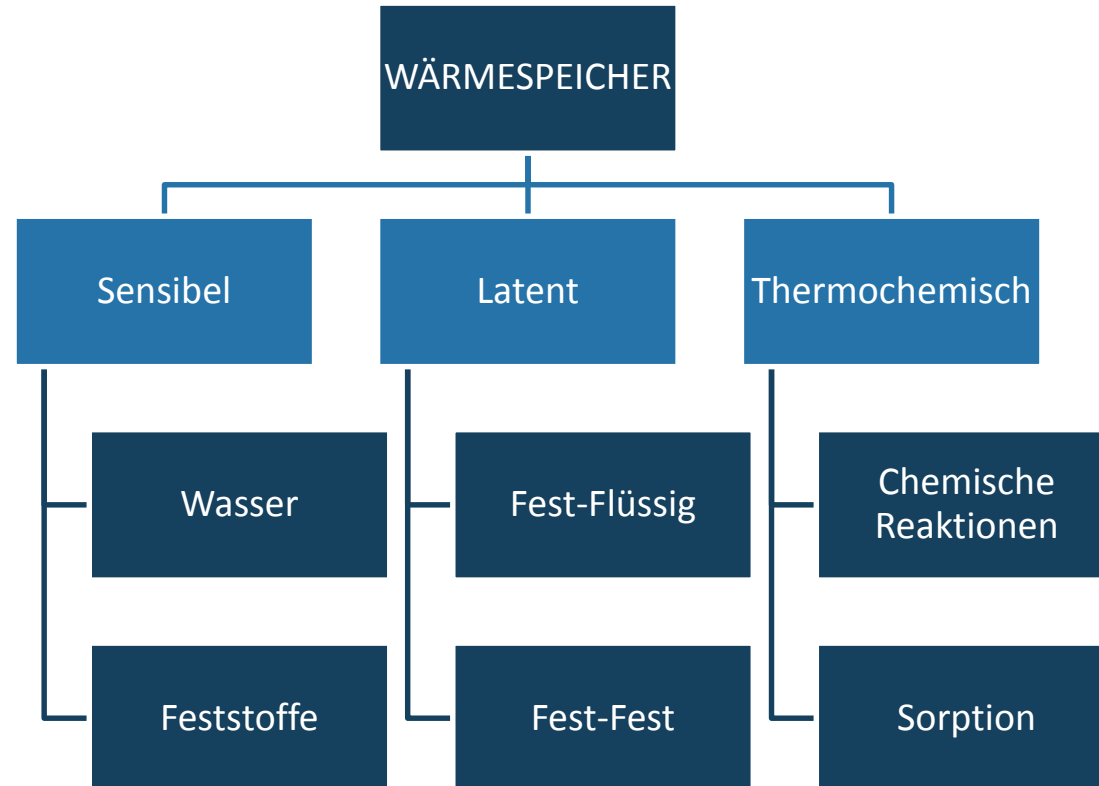 WÄRMESPEICHER
Sensibel
Latent
Thermochemisch
Wasser
Fest-Flüssig
Chemische
Reaktionen
Feststoffe
Fest-Fest
Sorption